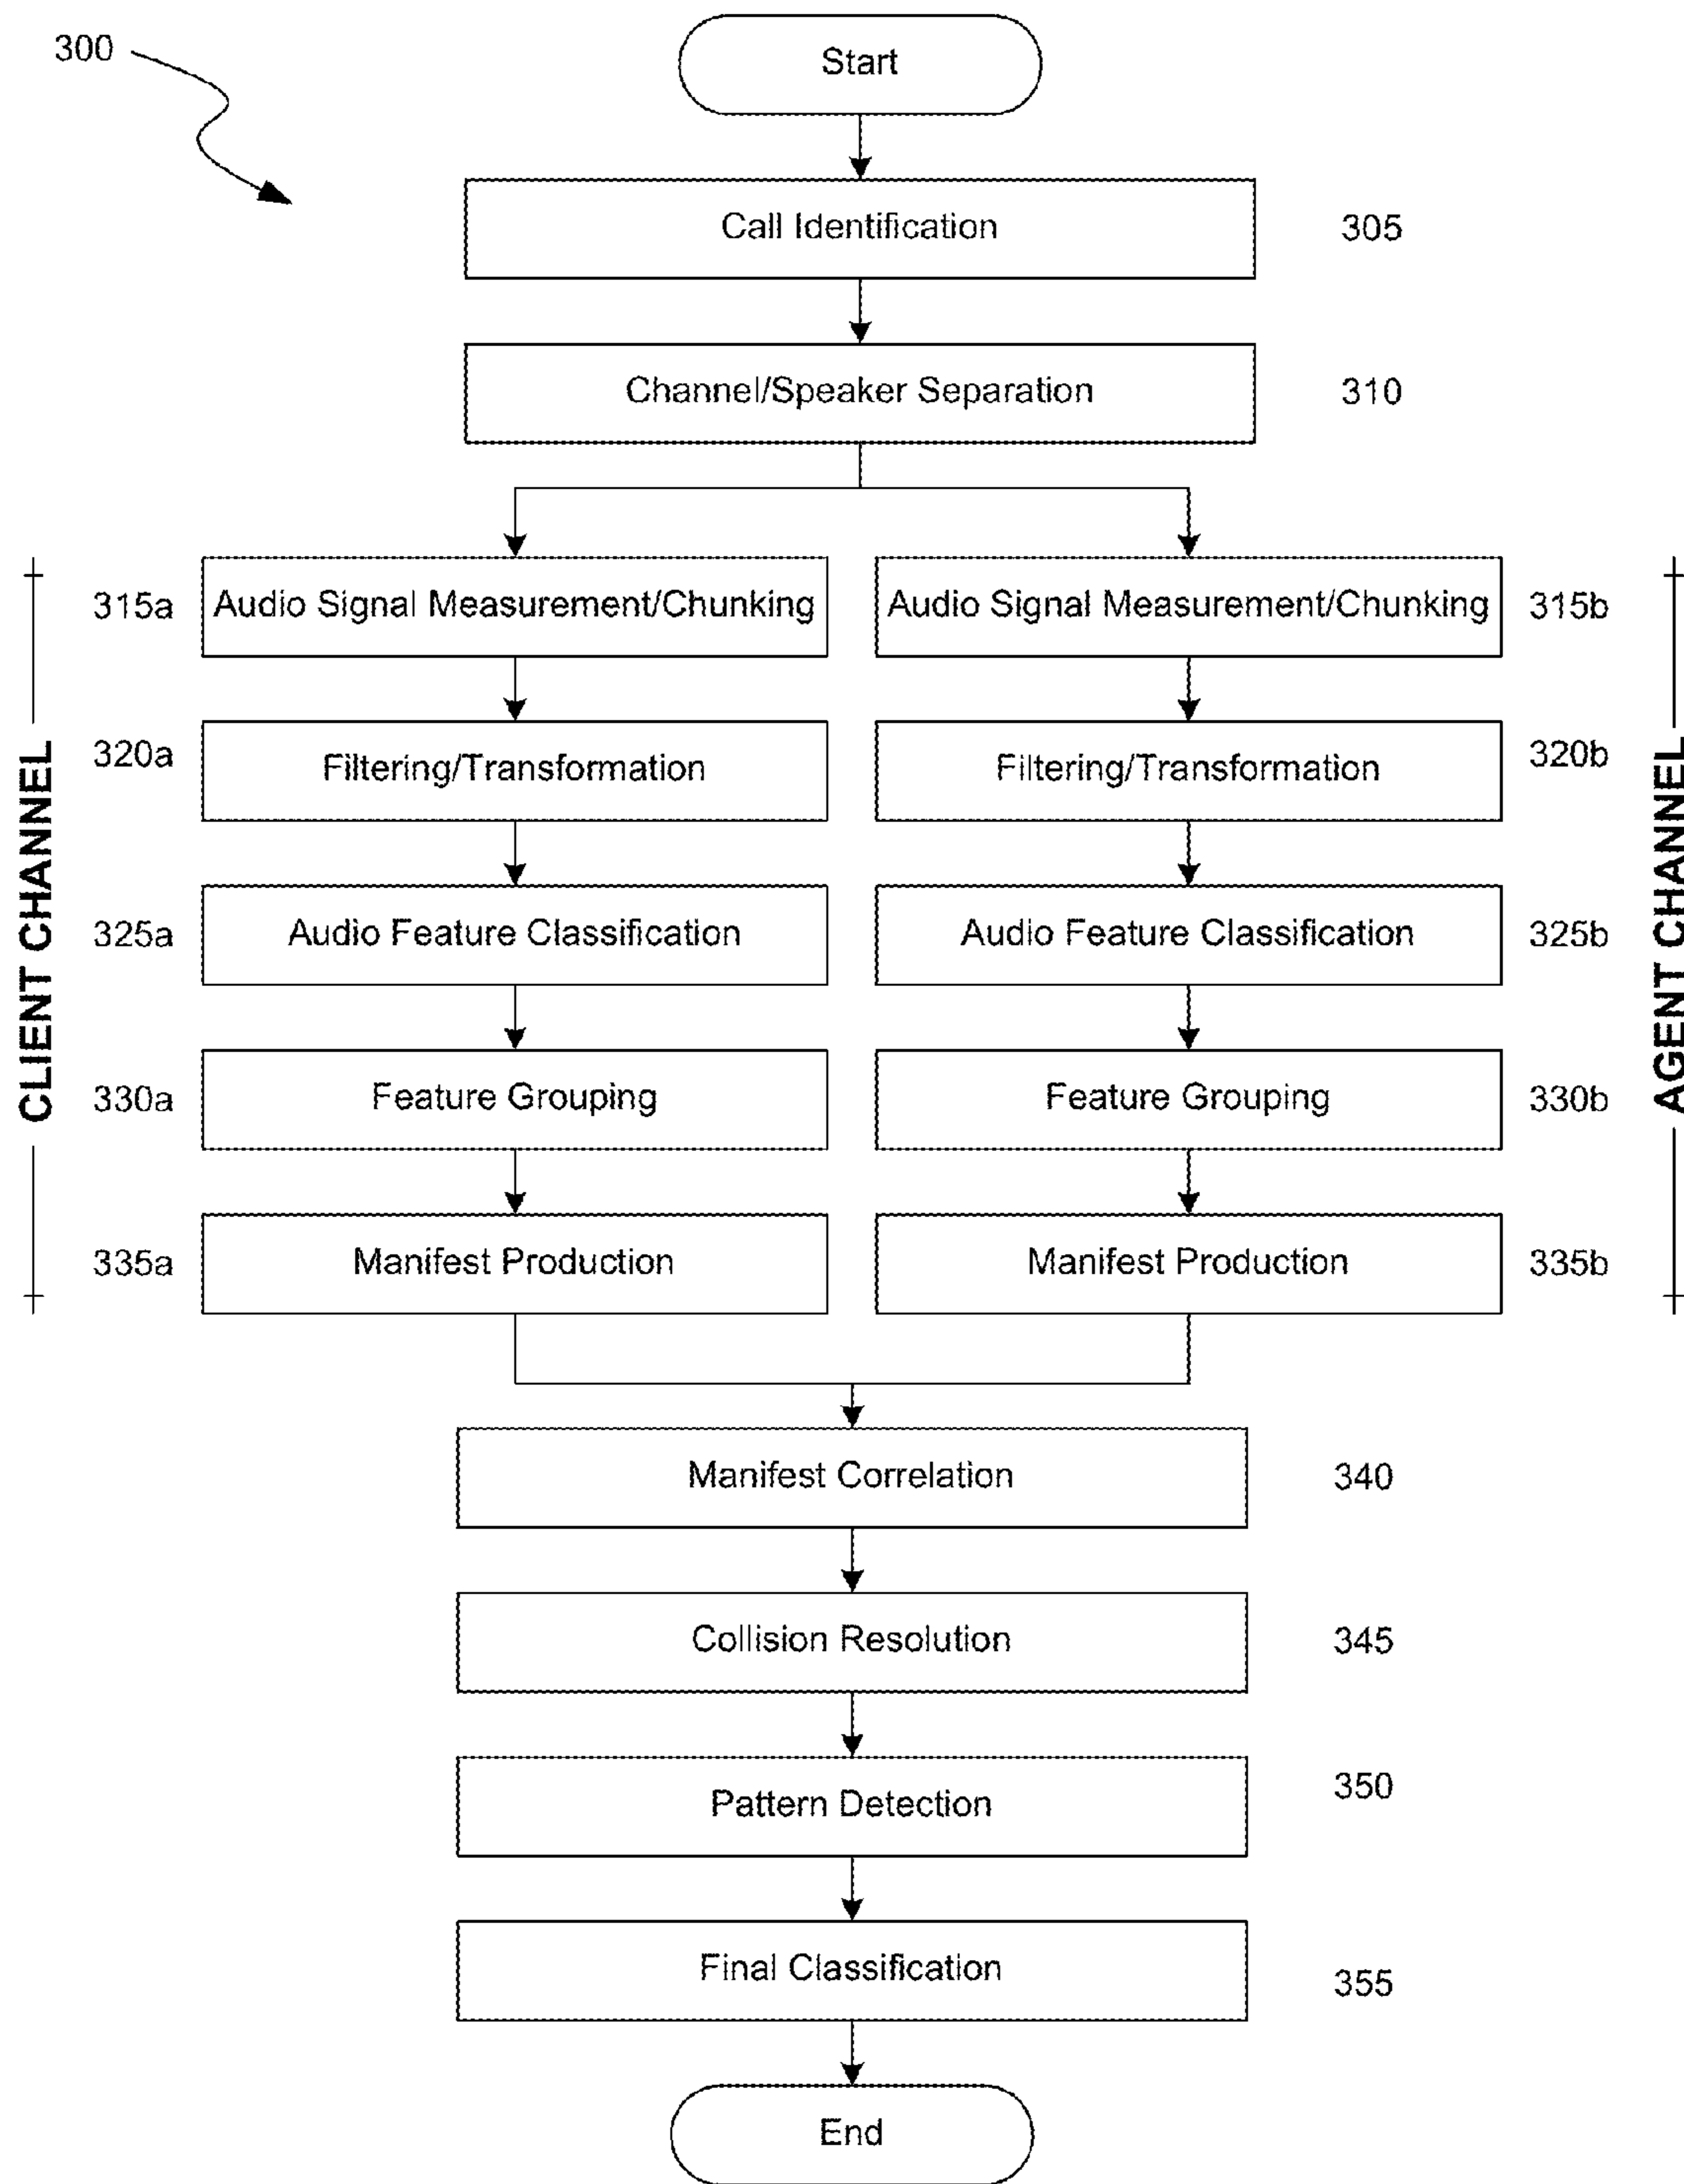 300
Start
Call Identification
305
Channel/Speaker Separation
310
CLIENT CHANNEL
AGENT CHANNEL
315a
Audio Signal Measurement/Chunking
Audio Signal Measurement/Chunking
315b
320a
Filtering/Transformation
Filtering/Transformation
320b
325a
Audio Feature Classification
Audio Feature Classification
325b
330a
Feature Grouping
Feature Grouping
330b
335a
Manifest Production
Manifest Production
335b
Manifest Correlation
340
Collision Resolution
345
Pattern Detection
350
Final Classification
355
End